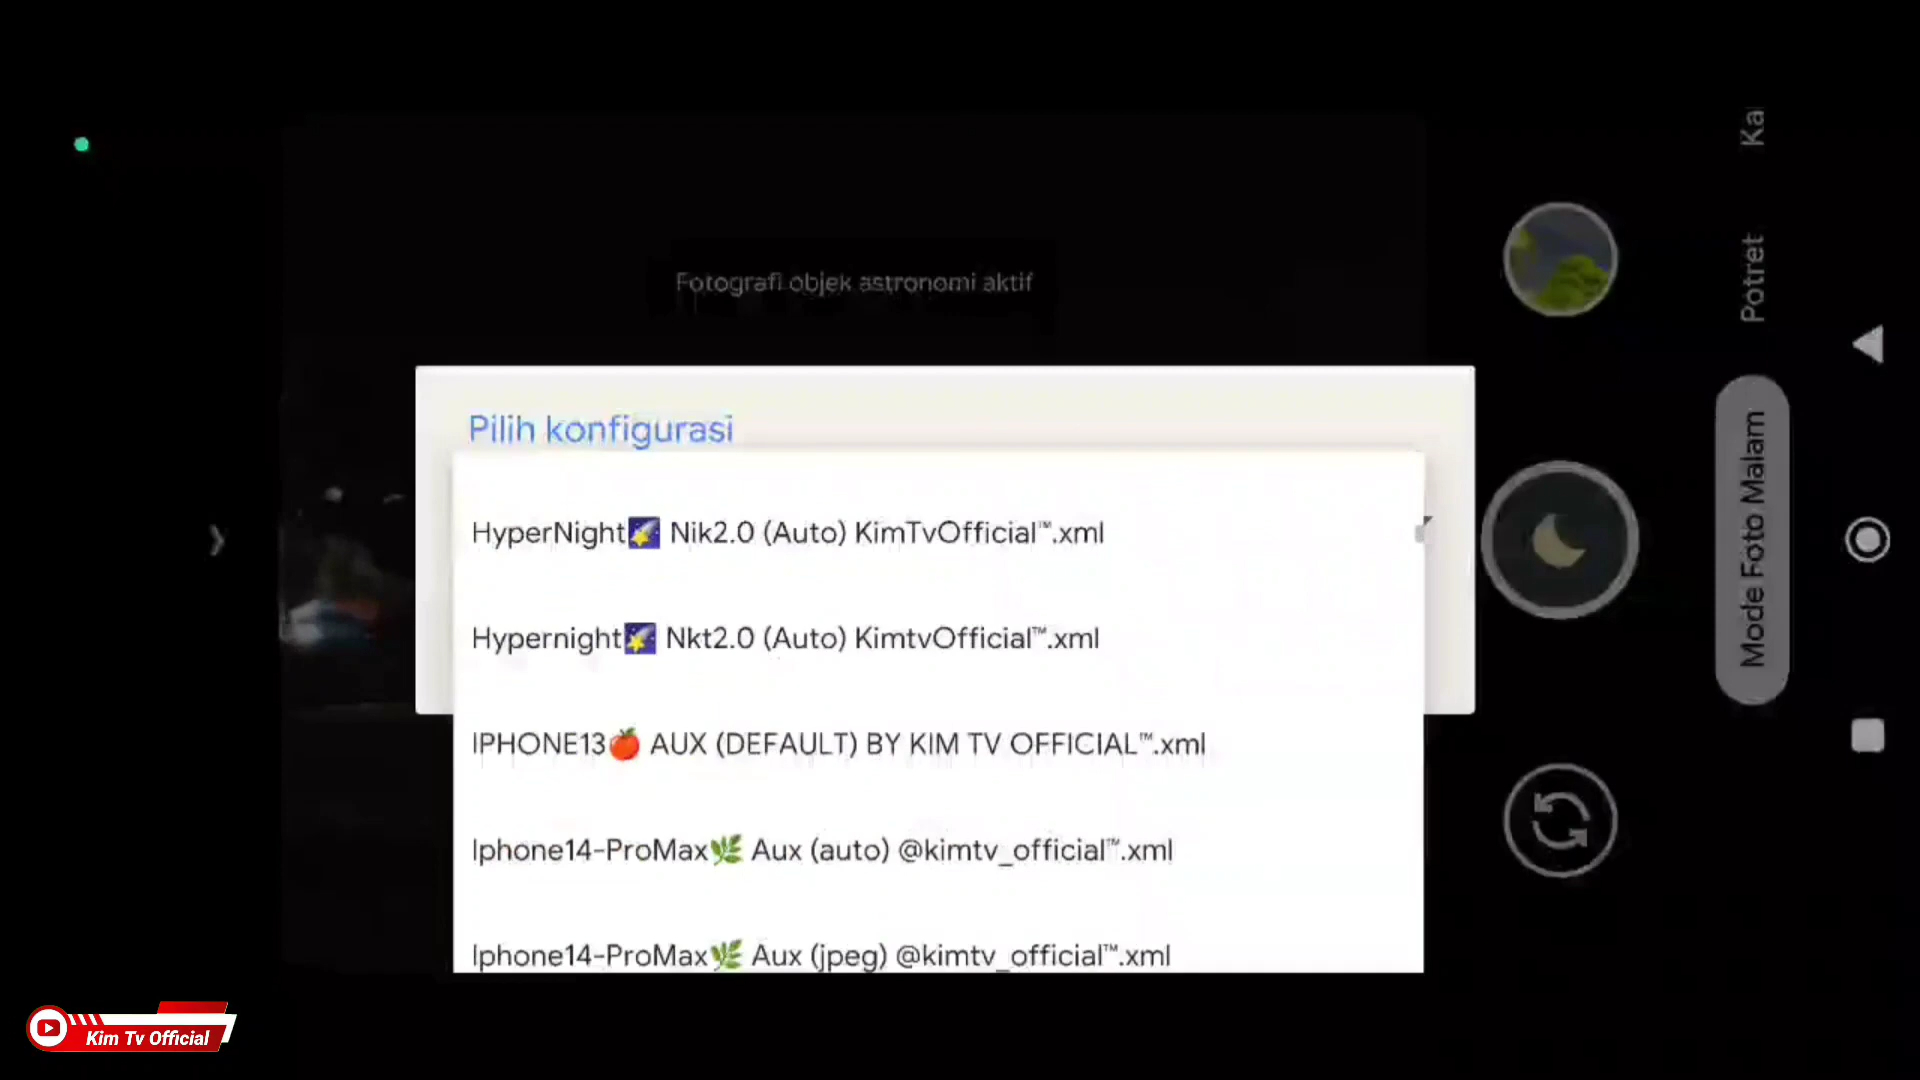 Fotografi objek astronomi aktif
Pilih konfigurasi
HyperNight🌠 Nik2.0 (Auto) KimTvOfficial™.xml
Hypernight🌠 Nkt2.0 (Auto) KimtvOfficial™.xml
IPHONE13🍎 AUX (DEFAULT) BY KIM TV OFFICIAL™.xml
Iphone14-ProMax🌿 Aux (auto) @kimtv_official™.xml
Iphone14-ProMax🌿 Aux (jpeg) @kimtv_official™.xml
Ka
Potret
Mode Foto Malam
Kim Tv Official